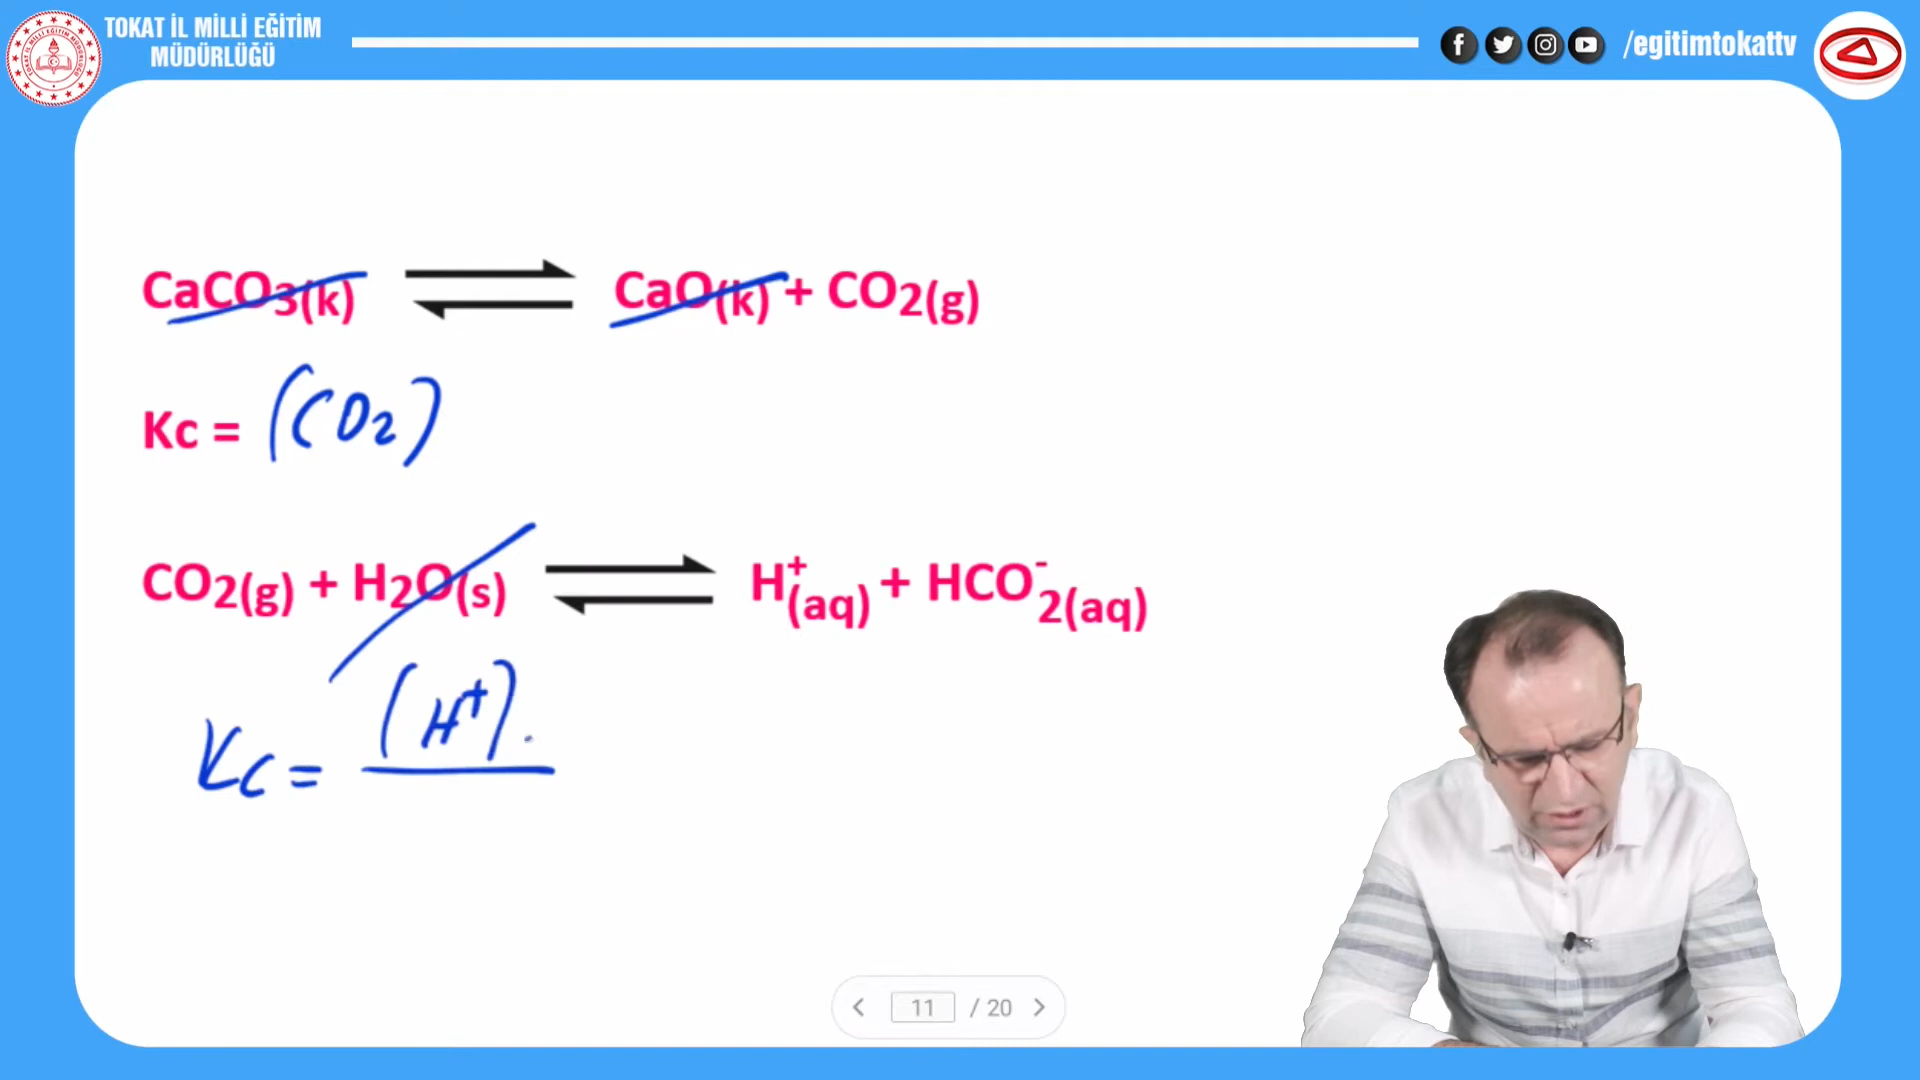 TOKAT İL MİLLİ EĞİTİM
MÜDÜRLÜĞÜ
/egitimtokattv
CaCO3(k) ⇌ CaO(k) + CO2(g)
Kc = (CO2)
CO2(g) + H2O(s) ⇌ H+(aq) + HCO-2(aq)
(H+).
Kc =
11 / 20